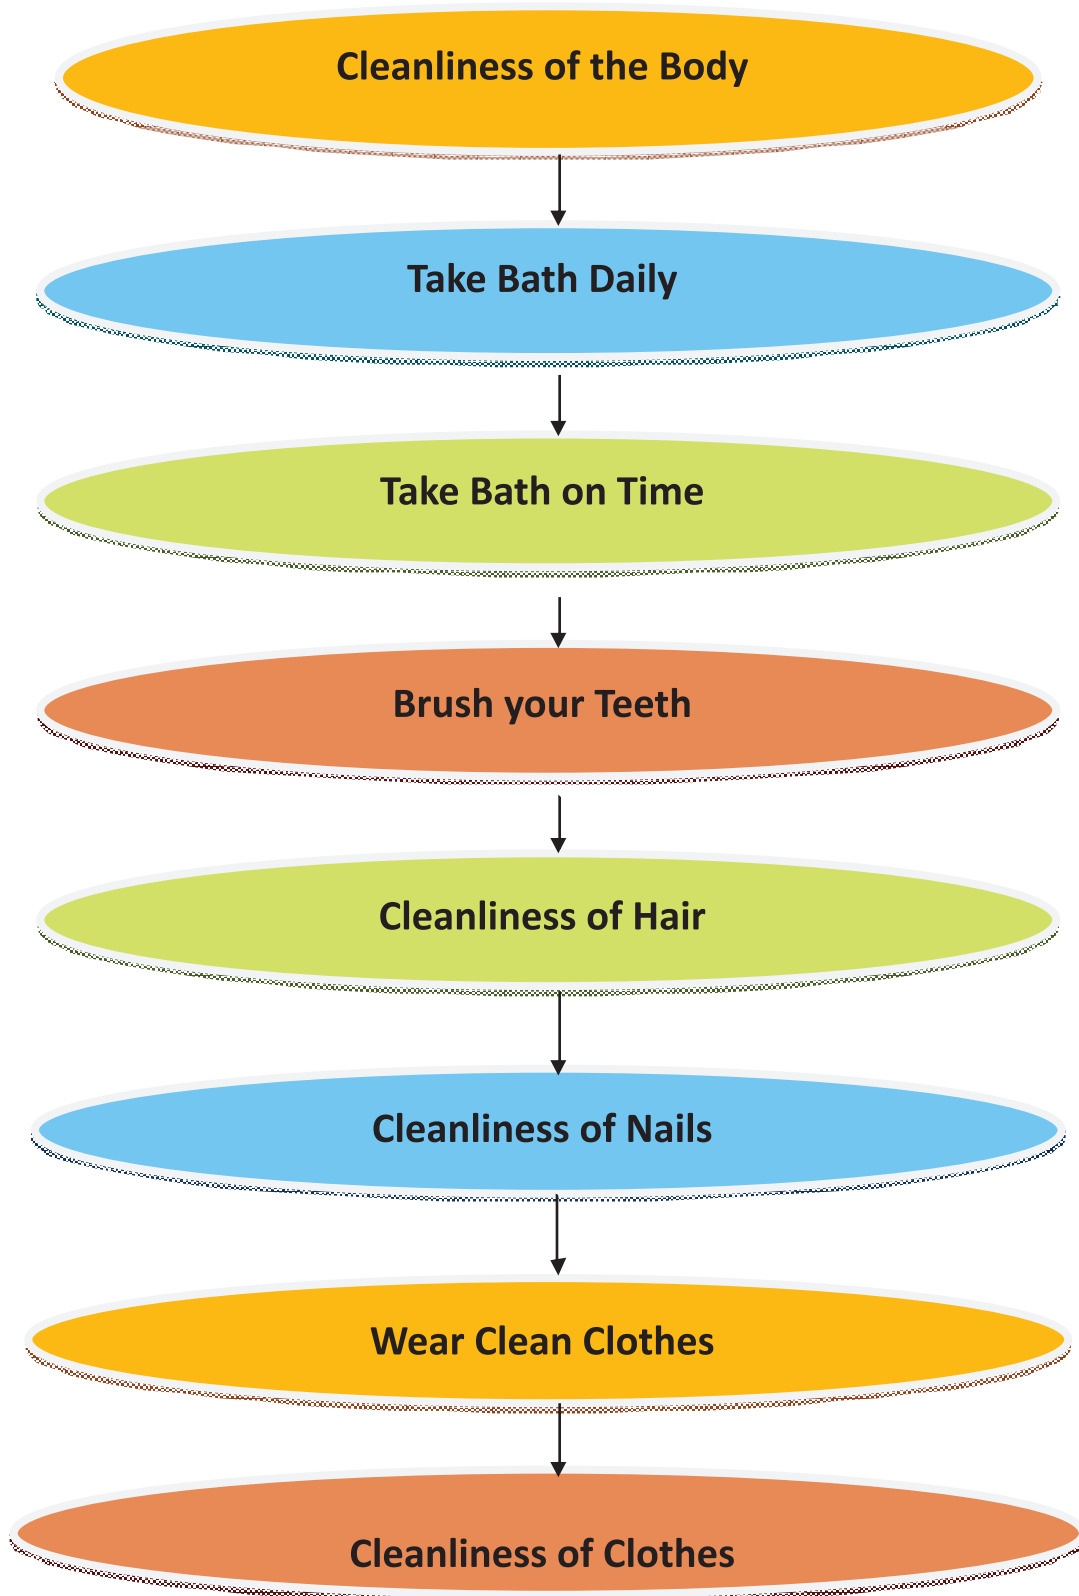 Cleanliness of the Body
Take Bath Daily
Take Bath on Time
Brush your Teeth
Cleanliness of Hair
Cleanliness of Nails
Wear Clean Clothes
Cleanliness of Clothes